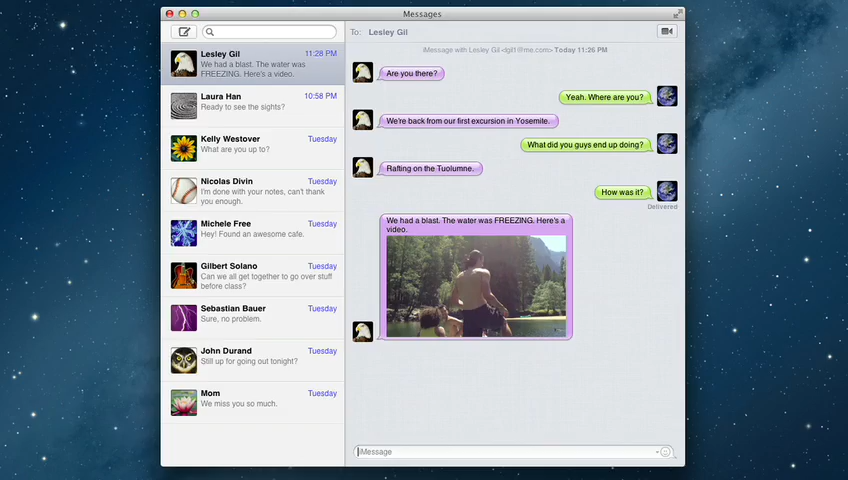 Messages
To: Lesley Gil
Lesley Gil 11:28 PM
We had a blast. The water was
FREEZING. Here's a video.
Laura Han 10:58 PM
Ready to see the sights?
Kelly Westover Tuesday
What are you up to?
Nicolas Divin Tuesday
I'm done with your notes, can't thank
you enough.
Michele Free Tuesday
Hey! Found an awesome cafe.
Gilbert Solano Tuesday
Can we all get together to go over stuff
before class?
Sebastian Bauer Tuesday
Sure, no problem.
John Durand Tuesday
Still up for going out tonight?
Mom Tuesday
We miss you so much.
iMessage with Lesley Gil Today 11:26 PM
Are you there?
Yeah. Where are you?
We're back from our first excursion in Yosemite.
What did you guys end up doing?
Rafting on the Tuolumne.
How was it?
Delivered
We had a blast. The water was FREEZING. Here's a
video.
iMessage